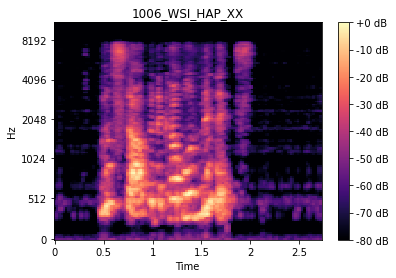 1006_WSI_HAP_XX
+0 dB
8192
-10 dB
4096
-20 dB
-30 dB
2048
-40 dB
Hz
1024
-50 dB
512
-60 dB
-70 dB
0
-80 dB
0 0.5 1 1.5 2 2.5
Time